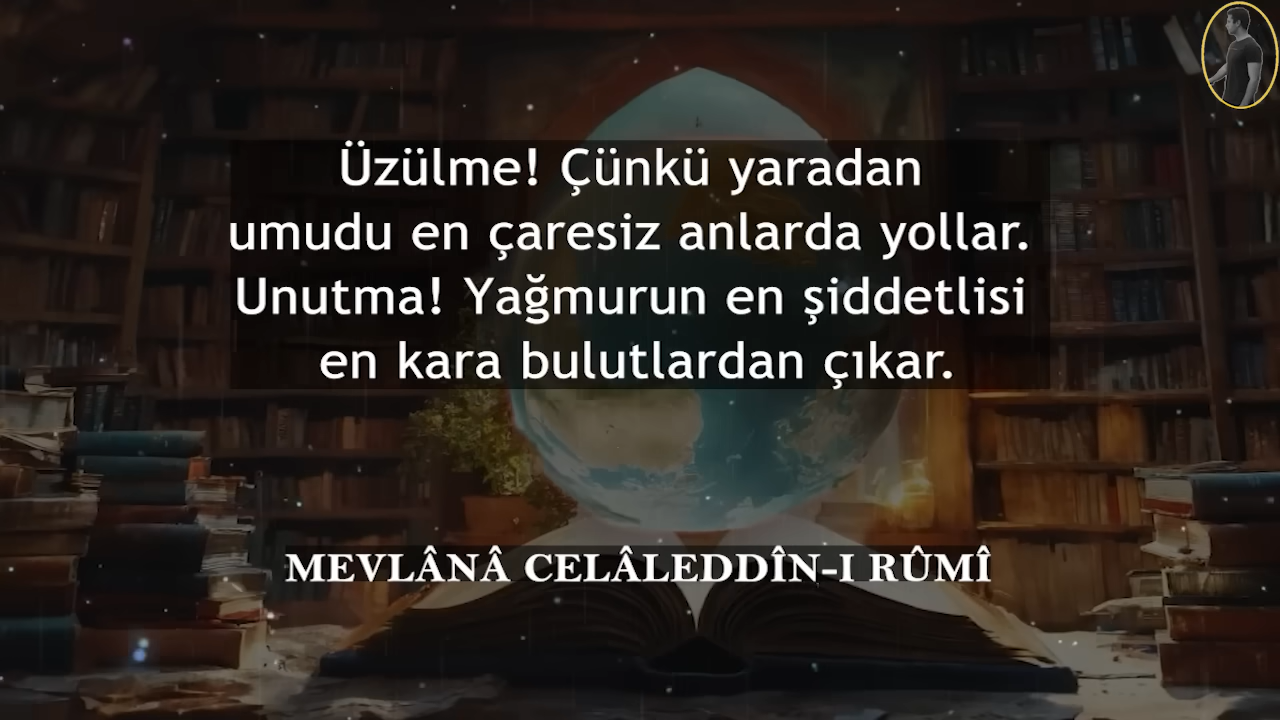 Üzülme! Çünkü yaradan
umudu en çaresiz anlarda yollar.
Unutma! Yağmurun en şiddetlisi
en kara bulutlardan çıkar.
MEVLÂNÂ CELÂLEDDÎN-I RÛMÎ